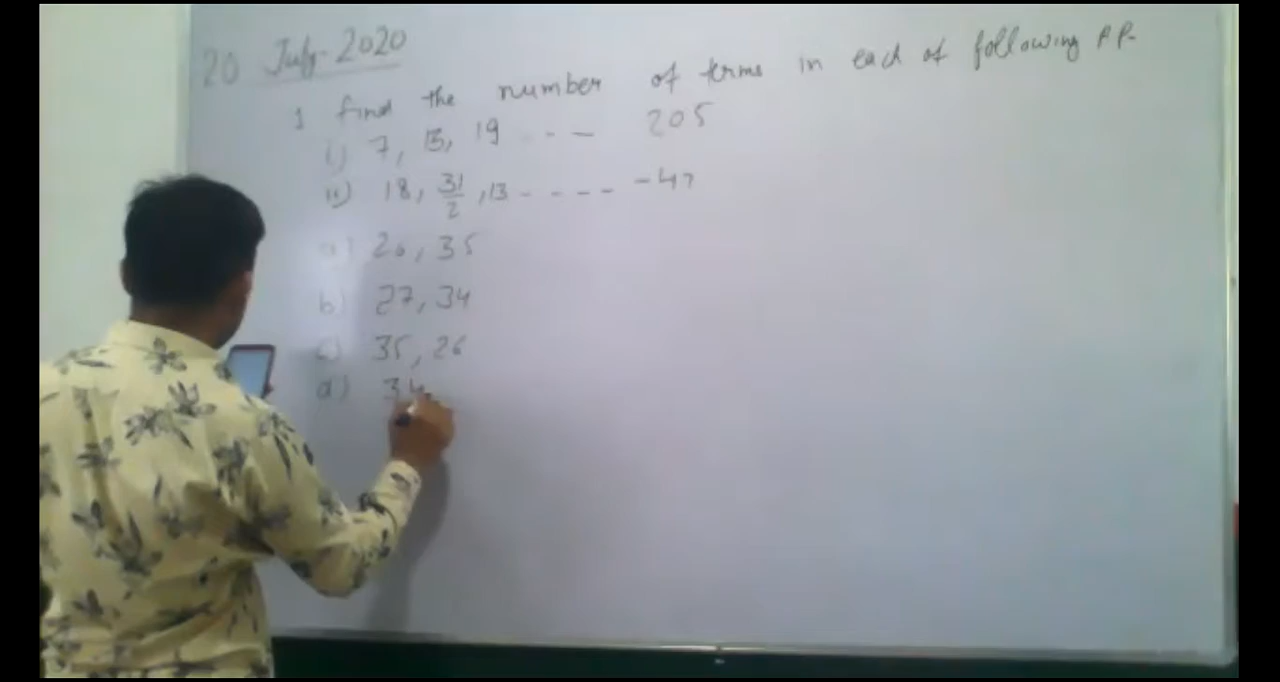 20 July-2020
1 find the number of terms in each of following A.P.
i) 7, 13, 19 - - - 205
ii) 18, 31/2, 13 - - - - - -47
a) 26, 35
b) 27, 34
c) 35, 26
d) 34